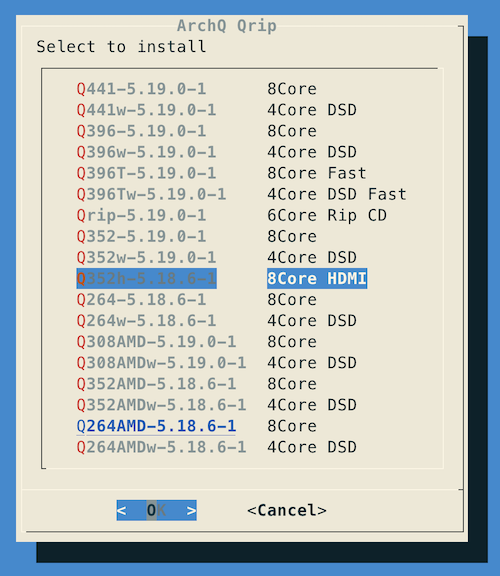 ArchQ Qrip
Select to install
Q441-5.19.0-1 8Core
Q441w-5.19.0-1 4Core DSD
Q396-5.19.0-1 8Core
Q396w-5.19.0-1 4Core DSD
Q396T-5.19.0-1 8Core Fast
Q396Tw-5.19.0-1 4Core DSD Fast
Qrip-5.19.0-1 6Core Rip CD
Q352-5.19.0-1 8Core
Q352w-5.19.0-1 4Core DSD
Q352h-5.18.6-1 8Core HDMI
Q264-5.18.6-1 8Core
Q264w-5.18.6-1 4Core DSD
Q308AMD-5.19.0-1 8Core
Q308AMDw-5.19.0-1 4Core DSD
Q352AMD-5.18.6-1 8Core
Q352AMDw-5.18.6-1 4Core DSD
Q264AMD-5.18.6-1 8Core
Q264AMDw-5.18.6-1 4Core DSD
< OK > <Cancel>